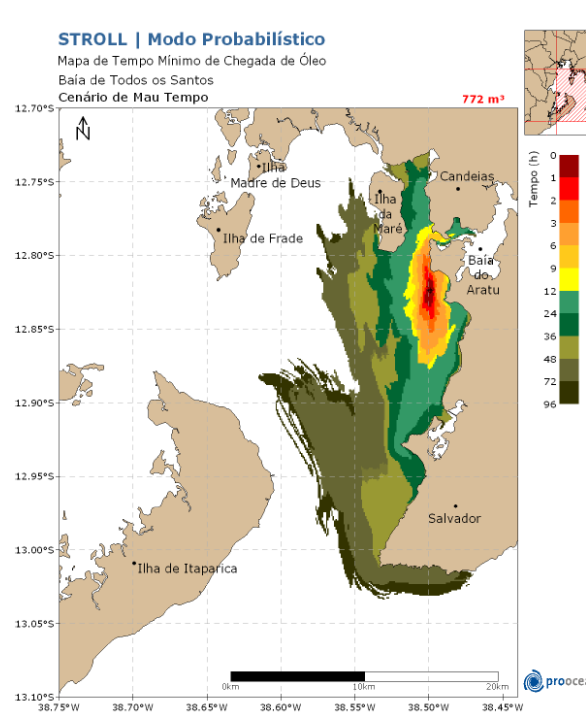 STROLL | Modo Probabilístico
Mapa de Tempo Mínimo de Chegada de Óleo
Baía de Todos os Santos
Cenário de Mau Tempo
772 m³
12.70°S
12.75°S
12.80°S
12.85°S
12.90°S
12.95°S
13.00°S
13.05°S
13.10°S
N
Ilha
Madre de Deus
Ilha de Frade
Ilha
da
Maré
Candeias
Baía
do
Aratu
Salvador
Ilha de Itaparica
Tempo (h)
0
1
2
3
6
9
12
24
36
48
72
96
0km
10km
20km
38.75°W
38.70°W
38.65°W
38.60°W
38.55°W
38.50°W
38.45°W
prooce